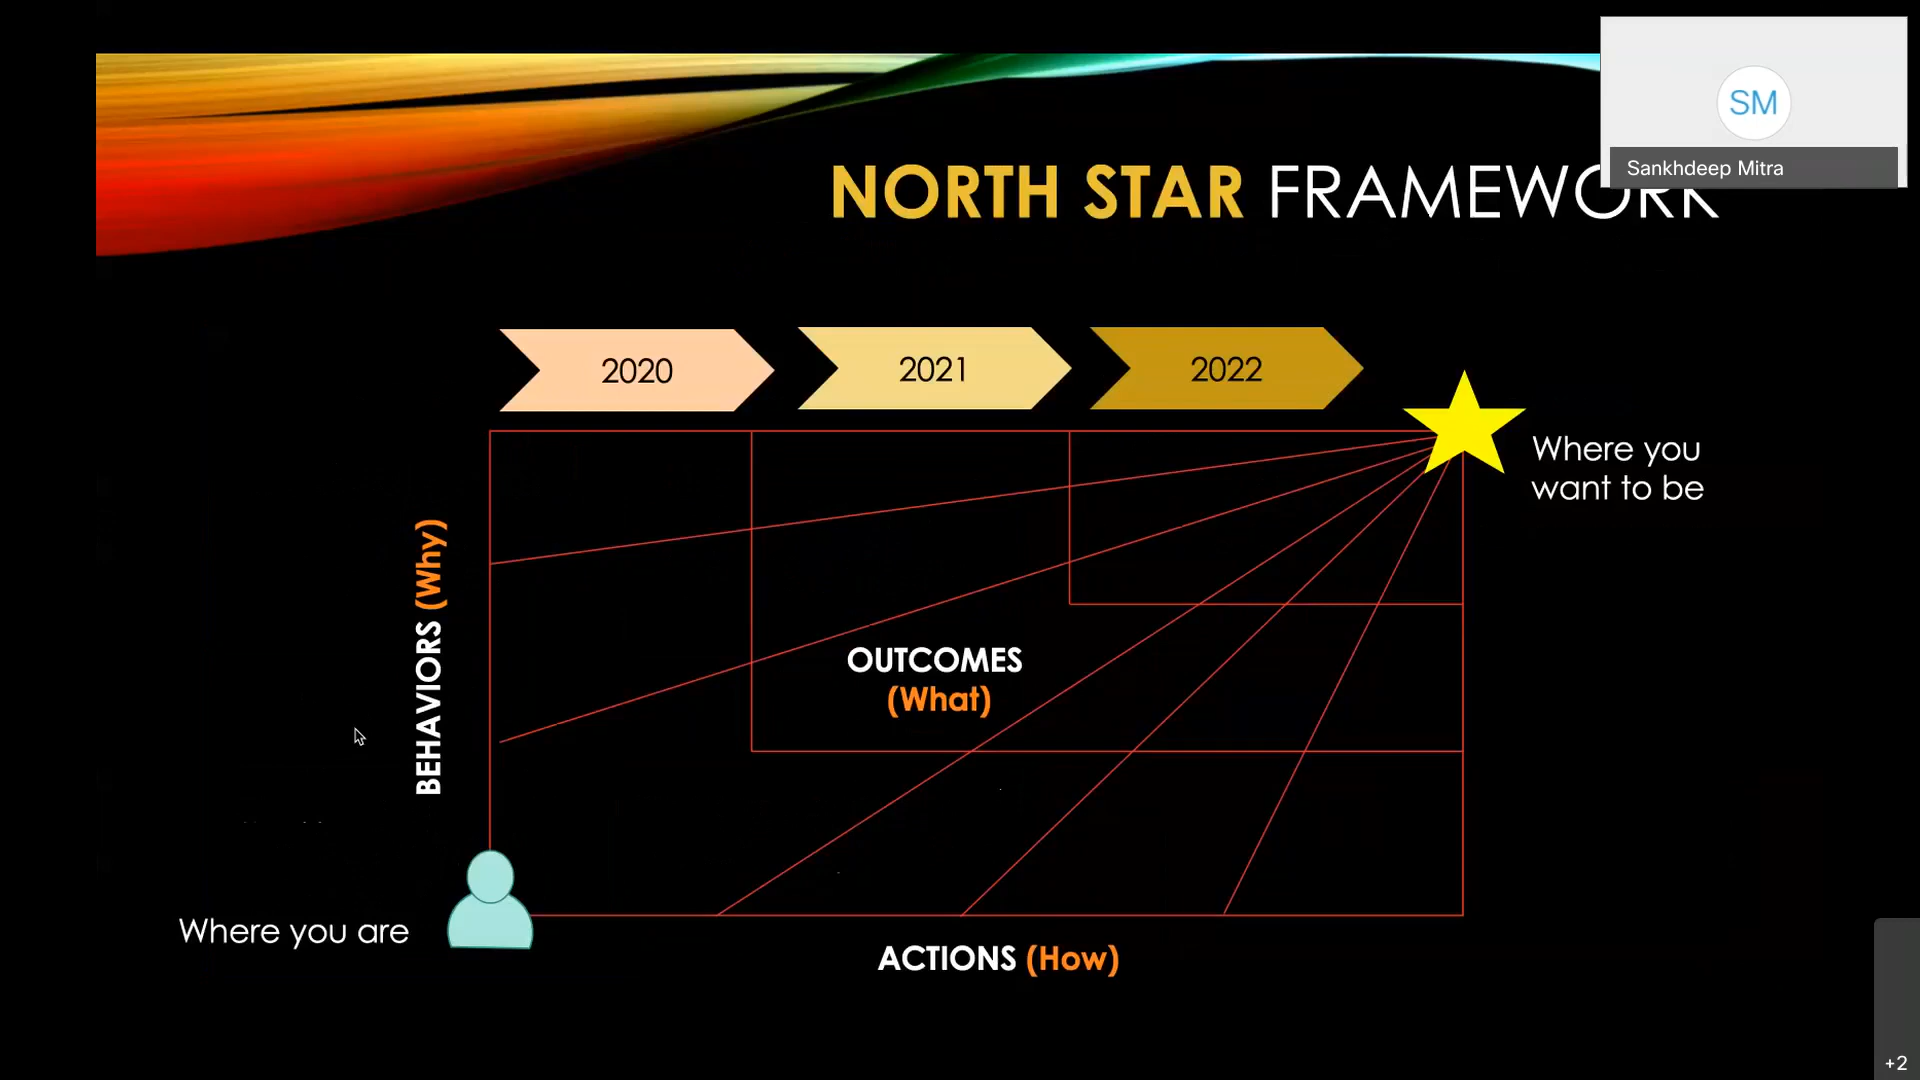 SM
Sankhdeep Mitra
NORTH STAR FRAMEWORK
2020
2021
2022
Where you
want to be
BEHAVIORS (Why)
OUTCOMES
(What)
Where you are
ACTIONS (How)
+2